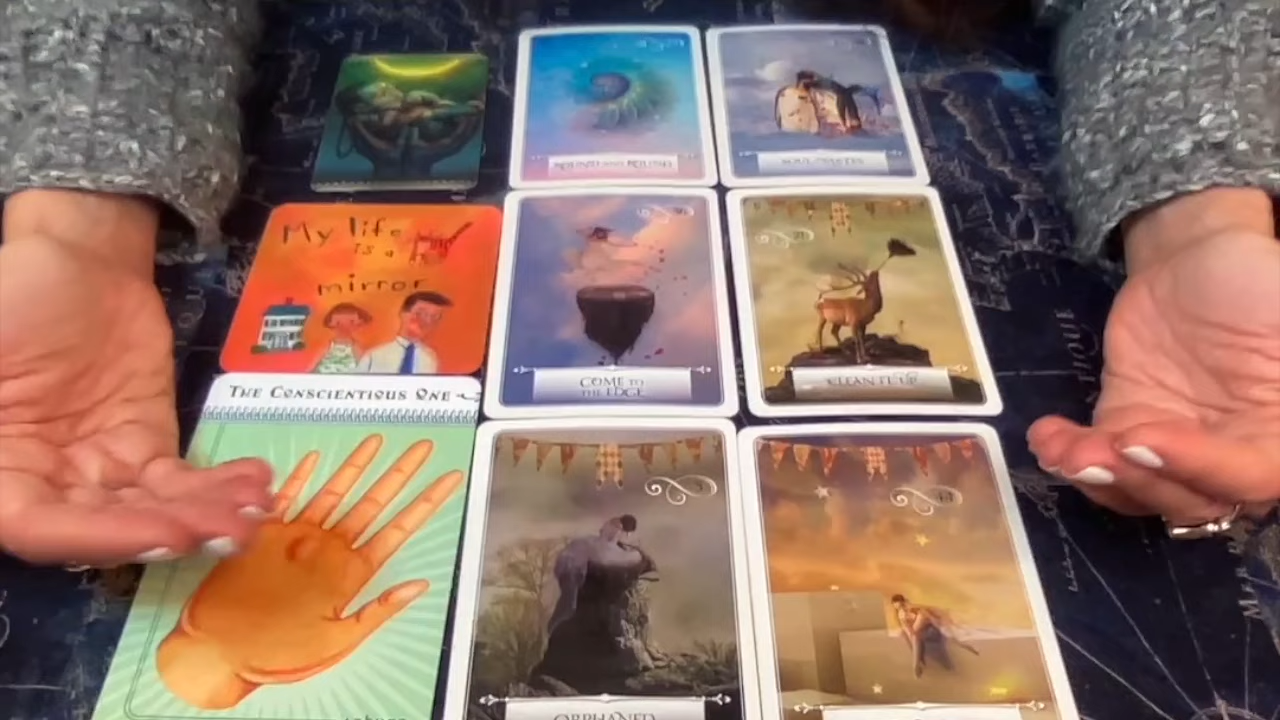 ROUND AND ROUND
SOUL MATES
My life
is a
mirror
COME TO
THE EDGE
CLEAN IT UP
THE CONSCIENTIOUS ONE
ORPHANED